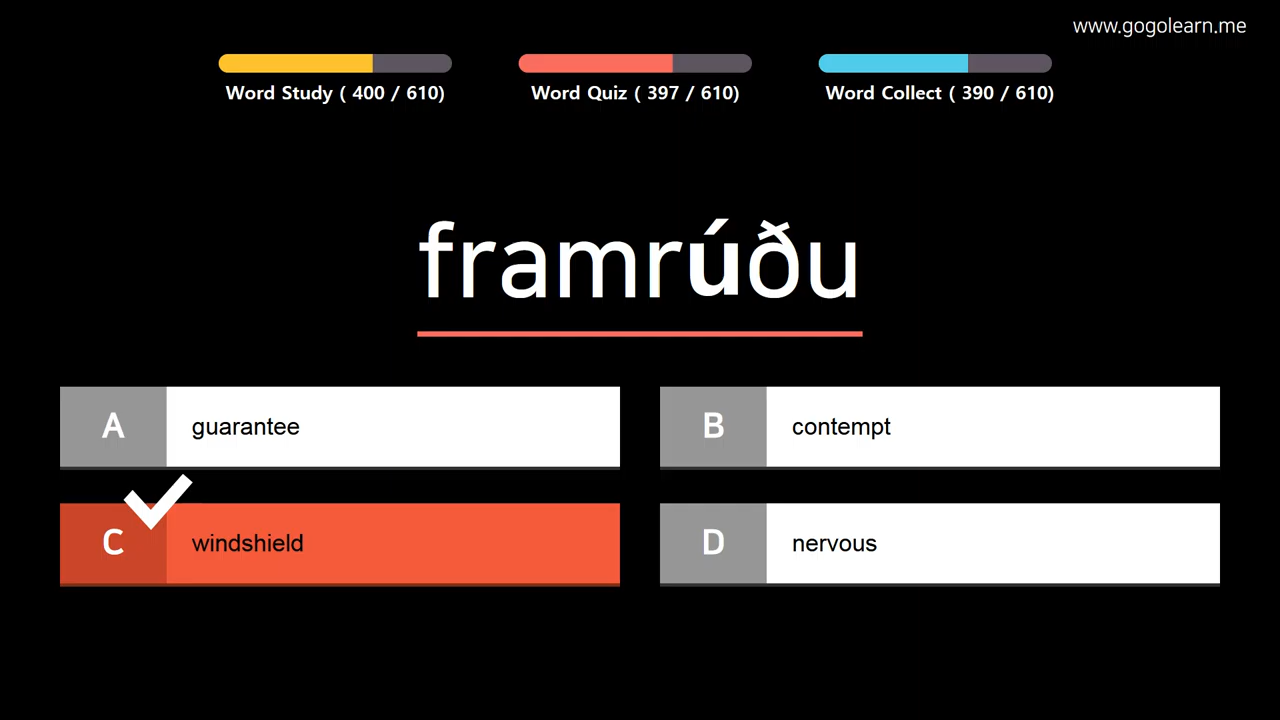 www.gogolearn.me
Word Study ( 400 / 610)
Word Quiz ( 397 / 610)
Word Collect ( 390 / 610)
framrúðu
A guarantee
B contempt
C windshield
D nervous